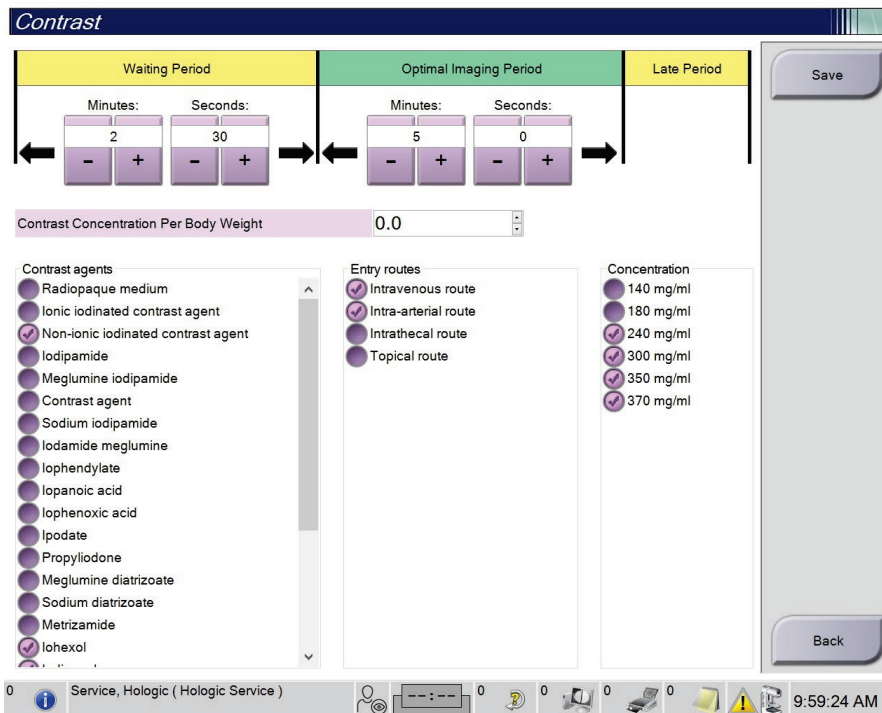 Contrast
Waiting Period
Optimal Imaging Period
Late Period
Save
Minutes:
Seconds:
Minutes:
Seconds:
2
30
5
0
- + - + - + - +
Contrast Concentration Per Body Weight
0.0
Contrast agents
Radiopaque medium
Ionic iodinated contrast agent
Non-ionic iodinated contrast agent
Iodipamide
Meglumine iodipamide
Contrast agent
Sodium iodipamide
Iodamide meglumine
Iophendylate
Iopanoic acid
Iophenoxic acid
Ipodate
Propyliodone
Meglumine diatrizoate
Sodium diatrizoate
Metrizamide
Iohexol
Entry routes
Intravenous route
Intra-arterial route
Intrathecal route
Topical route
Concentration
140 mg/ml
180 mg/ml
240 mg/ml
300 mg/ml
350 mg/ml
370 mg/ml
Back
0
Service, Hologic ( Hologic Service )
--:--
0
0
0
0
9:59:24 AM